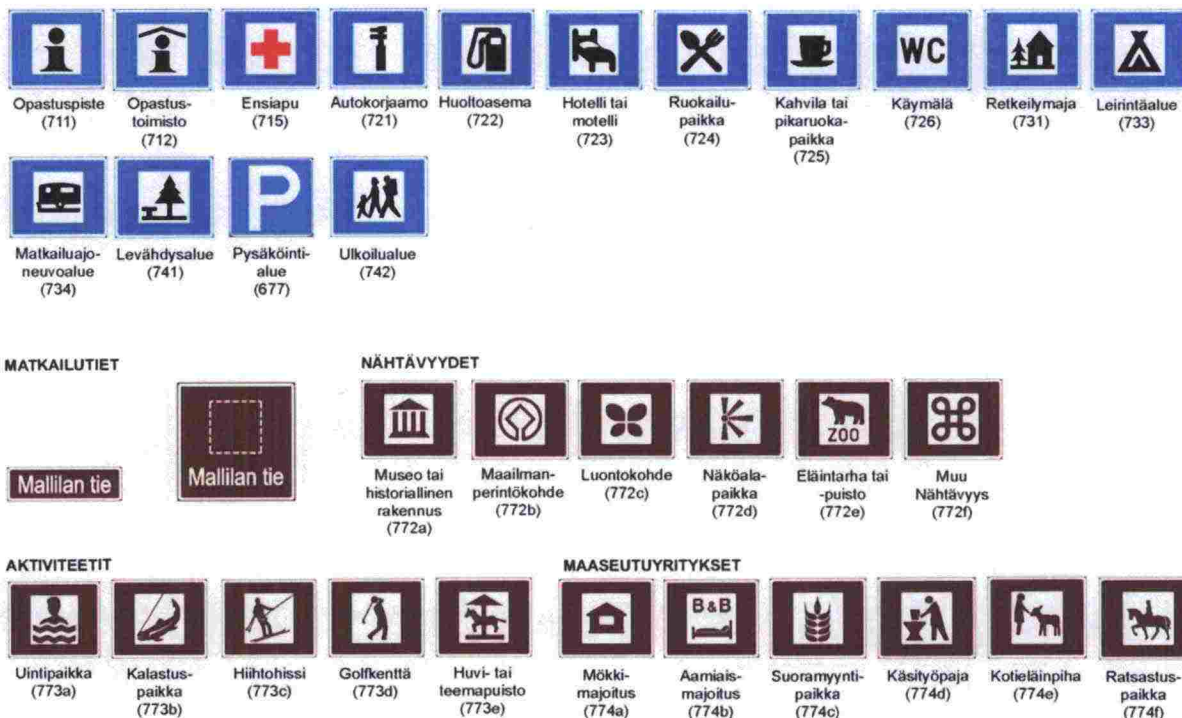 Opastuspiste
(711)
Opastus-
toimisto
(712)
Ensiapu
(715)
Autokorjaamo
(721)
Huoltoasema
(722)
Hotelli tai
motelli
(723)
Ruokailu-
paikka
(724)
Kahvila tai
pikaruoka-
paikka
(725)
WC
Käymälä
(726)
Retkeilymaja
(731)
Leirintäalue
(733)
Matkailuajo-
neuvoalue
(734)
Levähdysalue
(741)
P
Pysäköinti-
alue
(677)
Ulkoilualue
(742)
MATKAILUTIET
Mallilan tie
Mallilan tie
NÄHTÄVYYDET
Museo tai
historiallinen
rakennus
(772a)
Maailman-
perintökohde
(772b)
Luontokohde
(772c)
Näköala-
paikka
(772d)
ZOO
Eläintarha tai
-puisto
(772e)
Muu
Nähtävyys
(772f)
AKTIVITEETIT
Uintipaikka
(773a)
Kalastus-
paikka
(773b)
Hiihtohissi
(773c)
Golfkenttä
(773d)
Huvi- tai
teemapuisto
(773e)
MAASEUTUYRITYKSET
Mökki-
majoitus
(774a)
B & B
Aamiais-
majoitus
(774b)
Suoramyynti-
paikka
(774c)
Käsityöpaja
(774d)
Kotieläinpiha
(774e)
Ratsastus-
paikka
(774f)